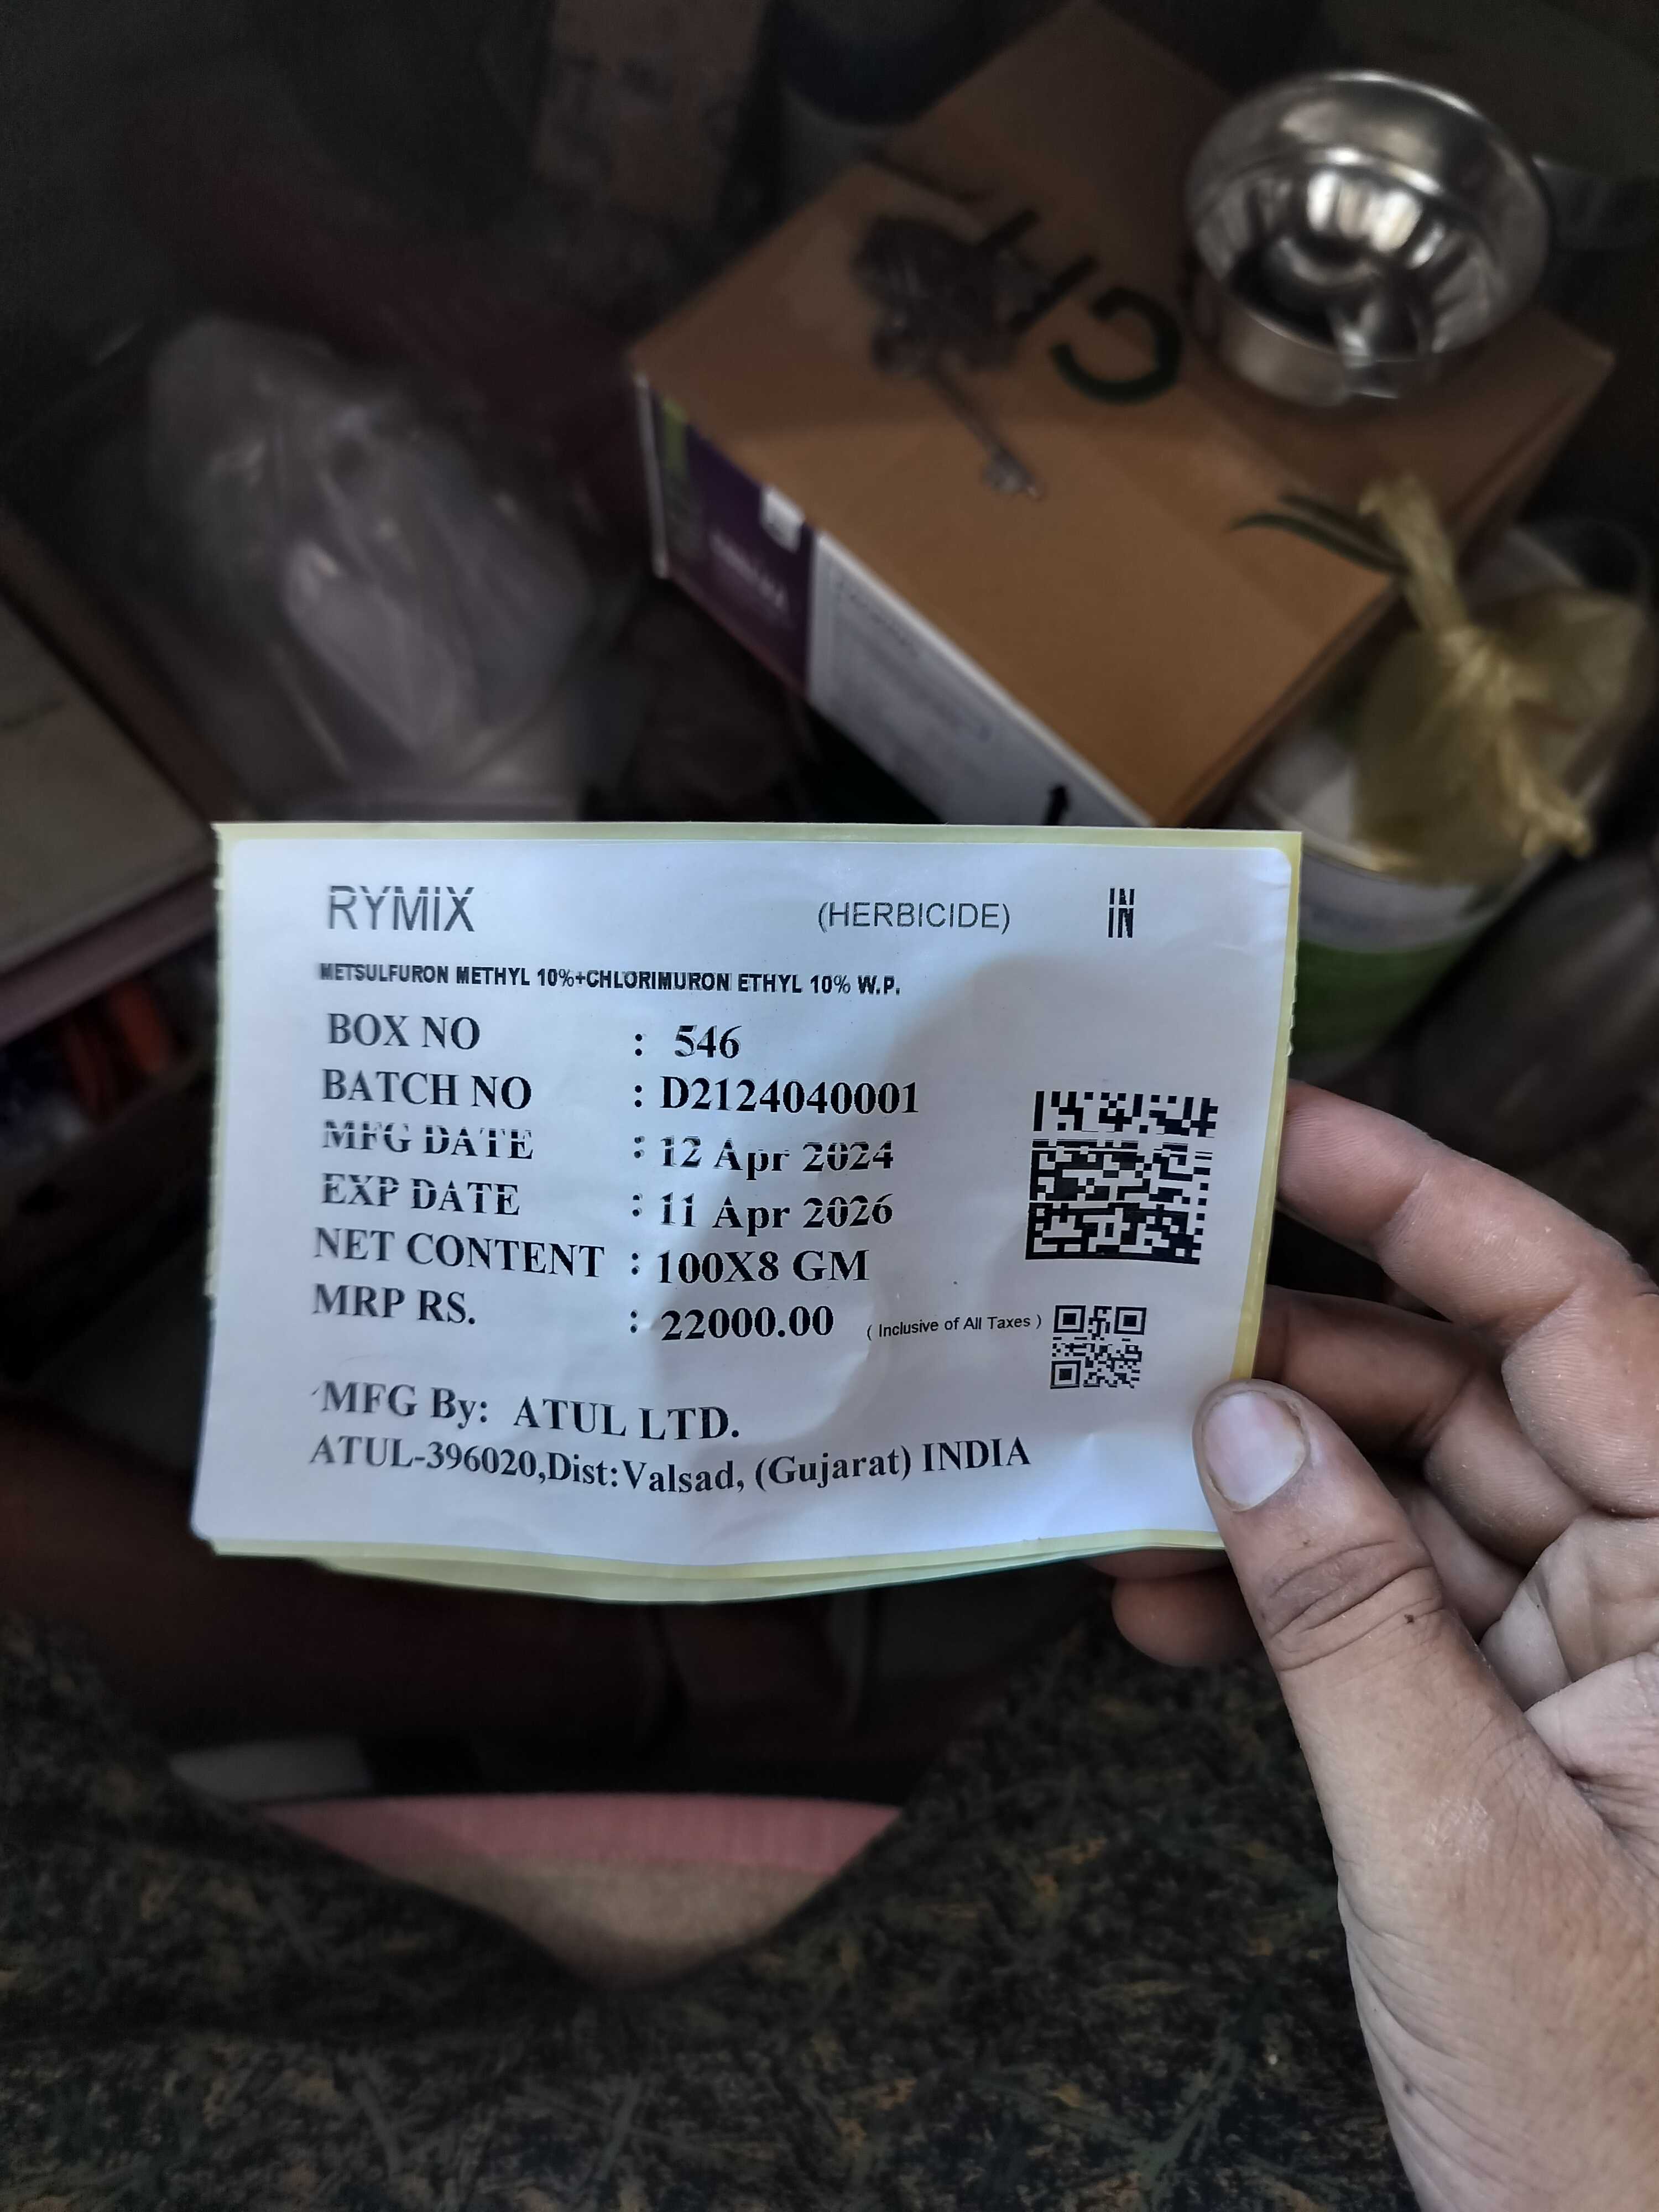 RYMIX (HERBICIDE) IN
METSULFURON METHYL 10%+CHLORIMURON ETHYL 10% W.P.
BOX NO : 546
BATCH NO : D2124040001
MFG DATE : 12 Apr 2024
EXP DATE : 11 Apr 2026
NET CONTENT : 100X8 GM
MRP RS. : 22000.00 ( Inclusive of All Taxes )
MFG By: ATUL LTD.
ATUL-396020,Dist:Valsad, (Gujarat) INDIA